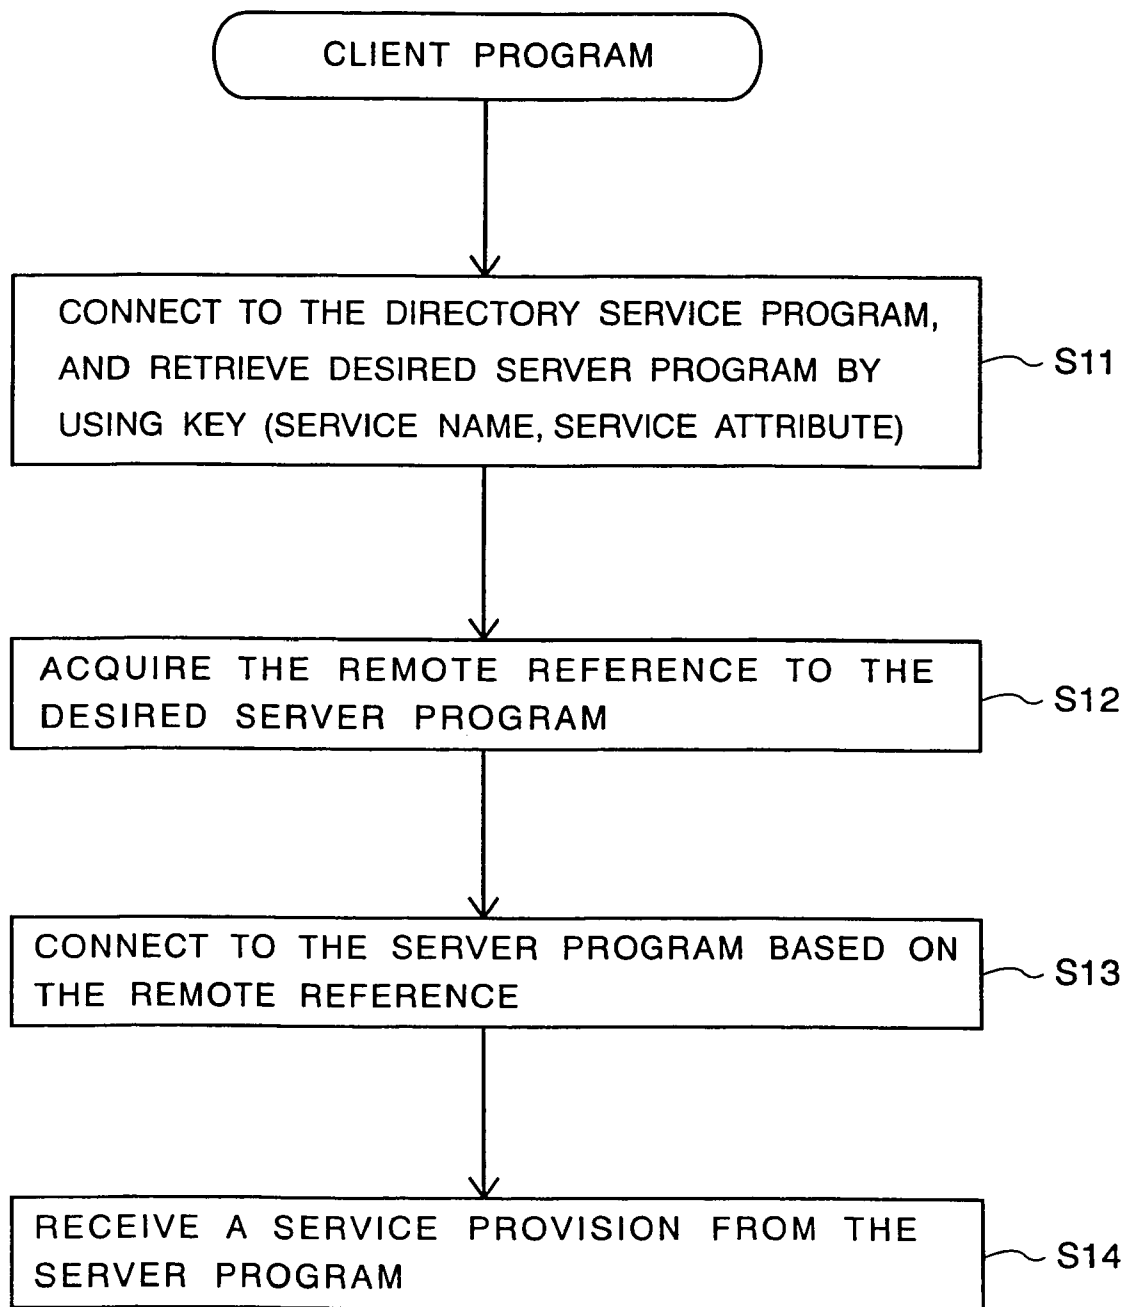 CLIENT PROGRAM
CONNECT TO THE DIRECTORY SERVICE PROGRAM,
AND RETRIEVE DESIRED SERVER PROGRAM BY
USING KEY (SERVICE NAME, SERVICE ATTRIBUTE)
S11
ACQUIRE THE REMOTE REFERENCE TO THE
DESIRED SERVER PROGRAM
S12
CONNECT TO THE SERVER PROGRAM BASED ON
THE REMOTE REFERENCE
S13
RECEIVE A SERVICE PROVISION FROM THE
SERVER PROGRAM
S14